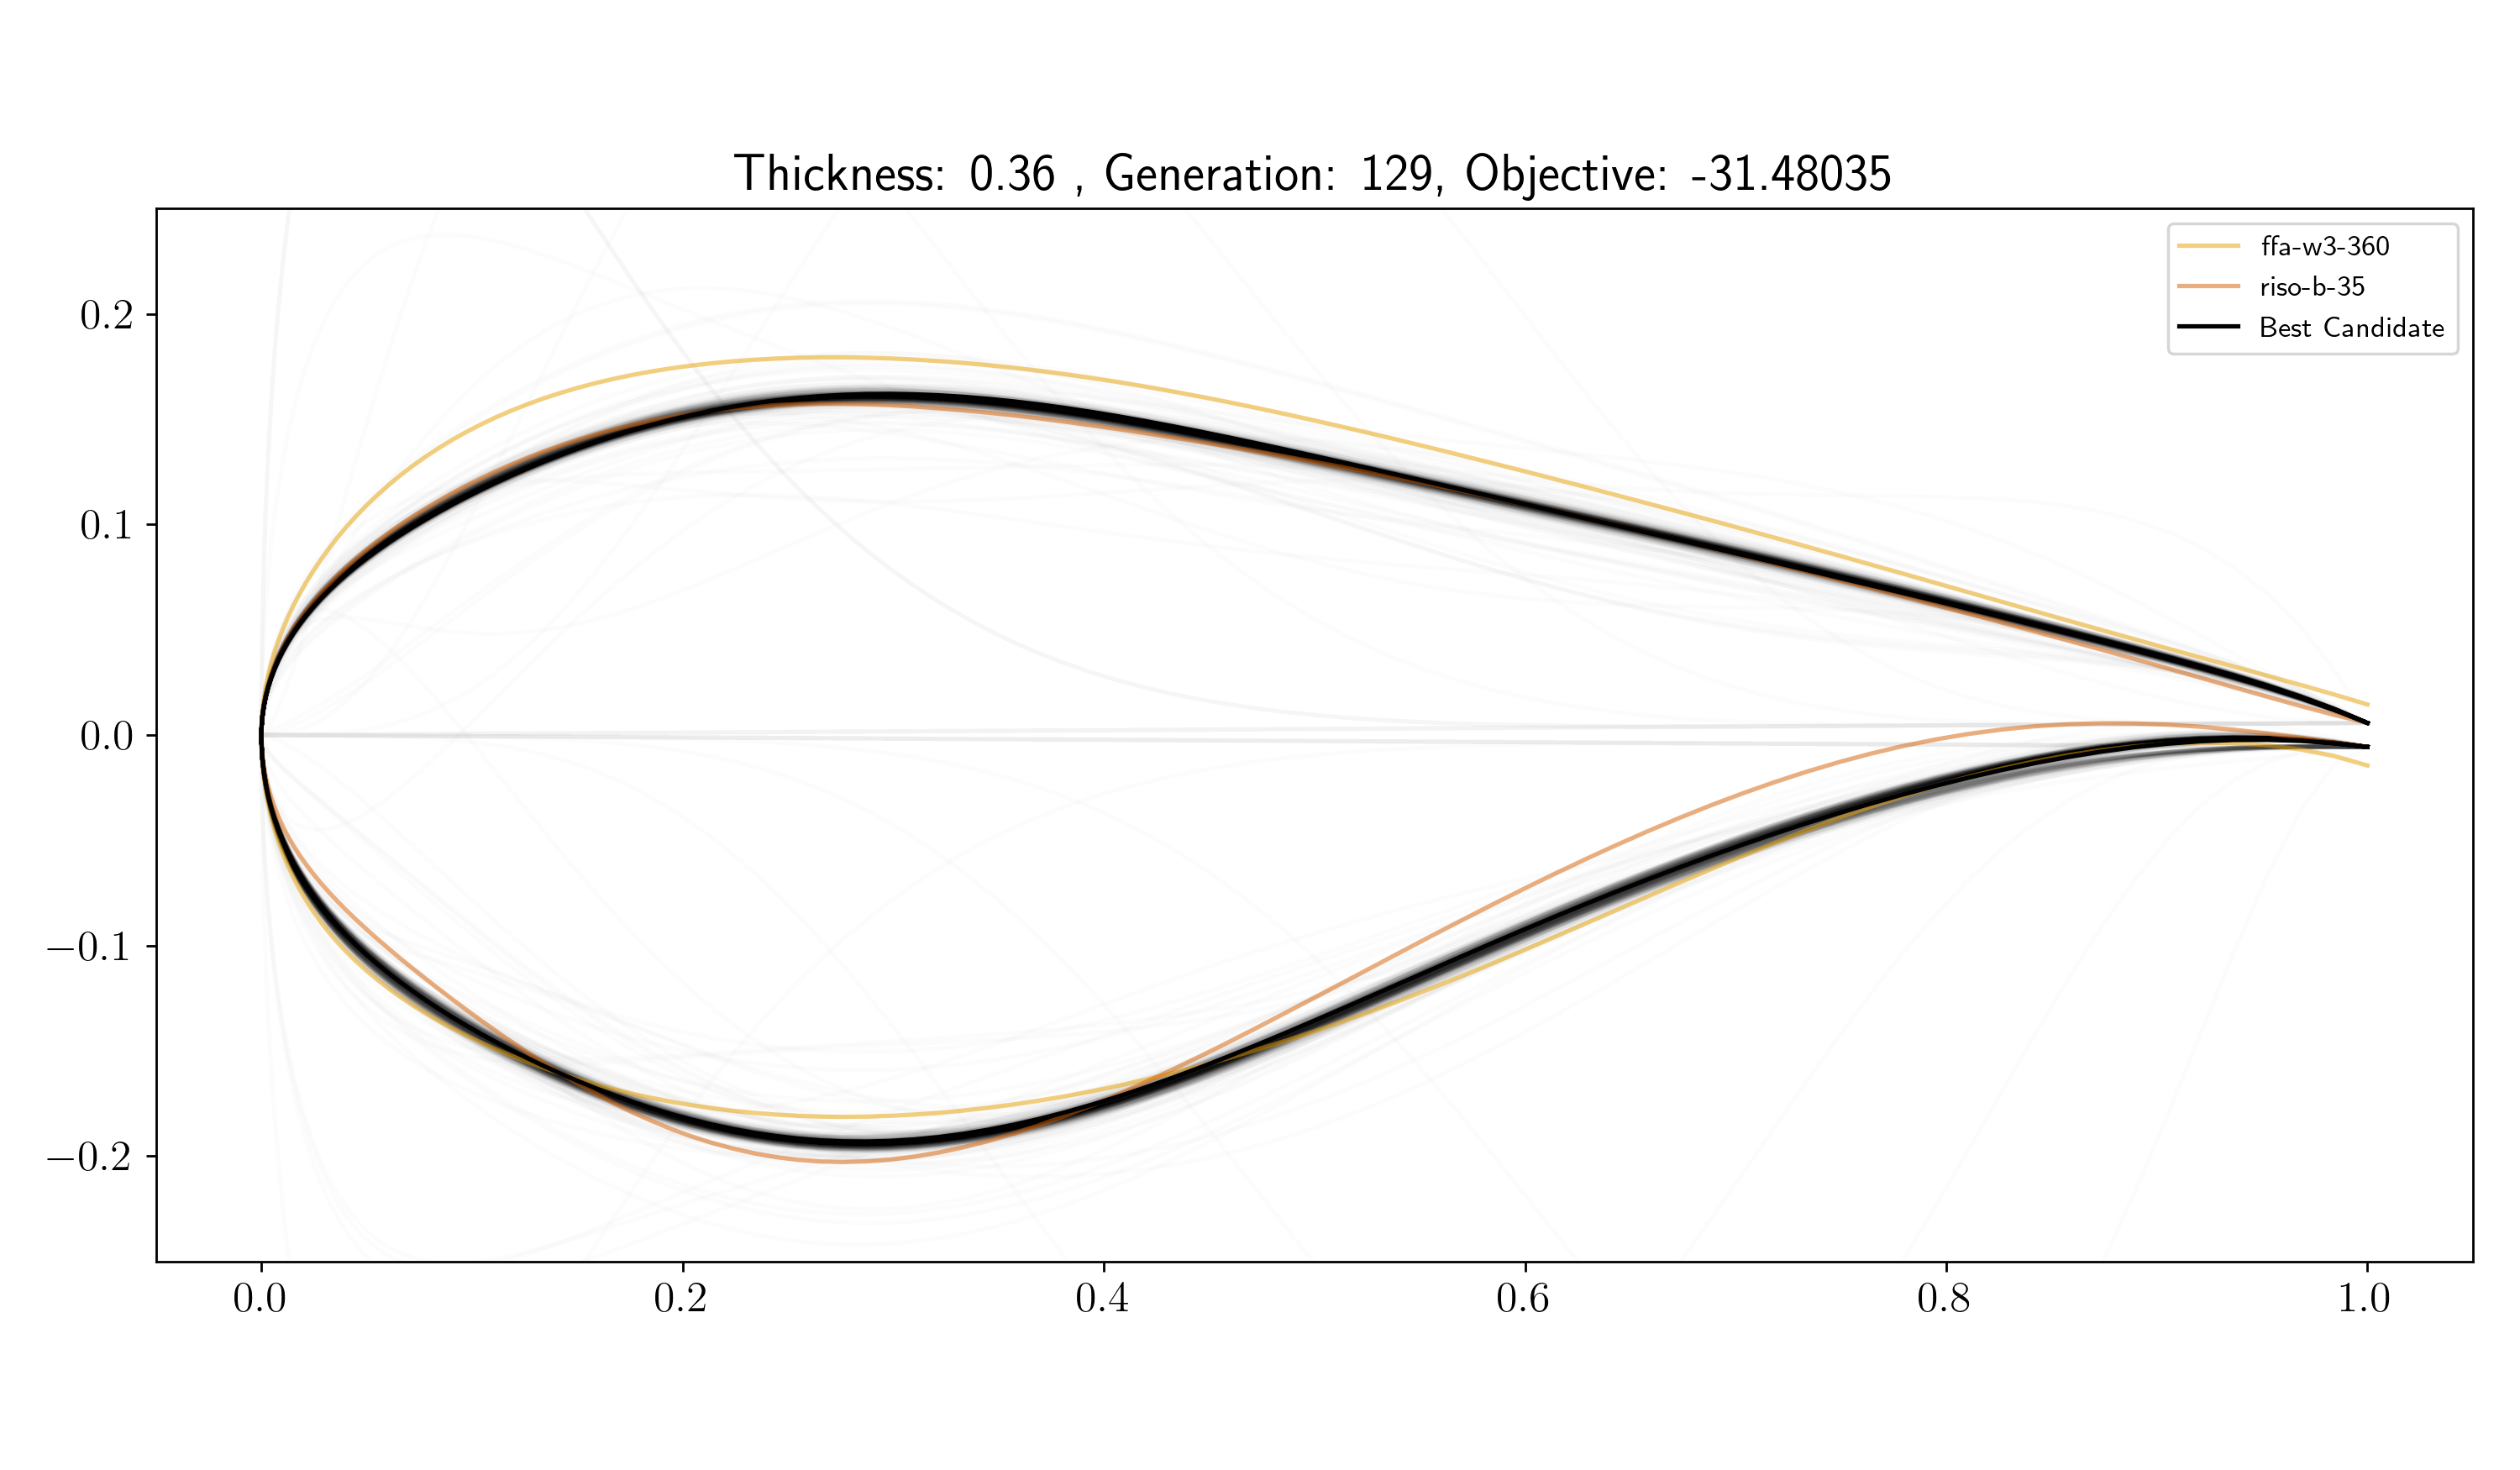 Thickness: 0.36 , Generation: 129, Objective: -31.48035
ffa-w3-360
riso-b-35
Best Candidate
0.2
0.1
0.0
−0.1
−0.2
0.0 0.2 0.4 0.6 0.8 1.0